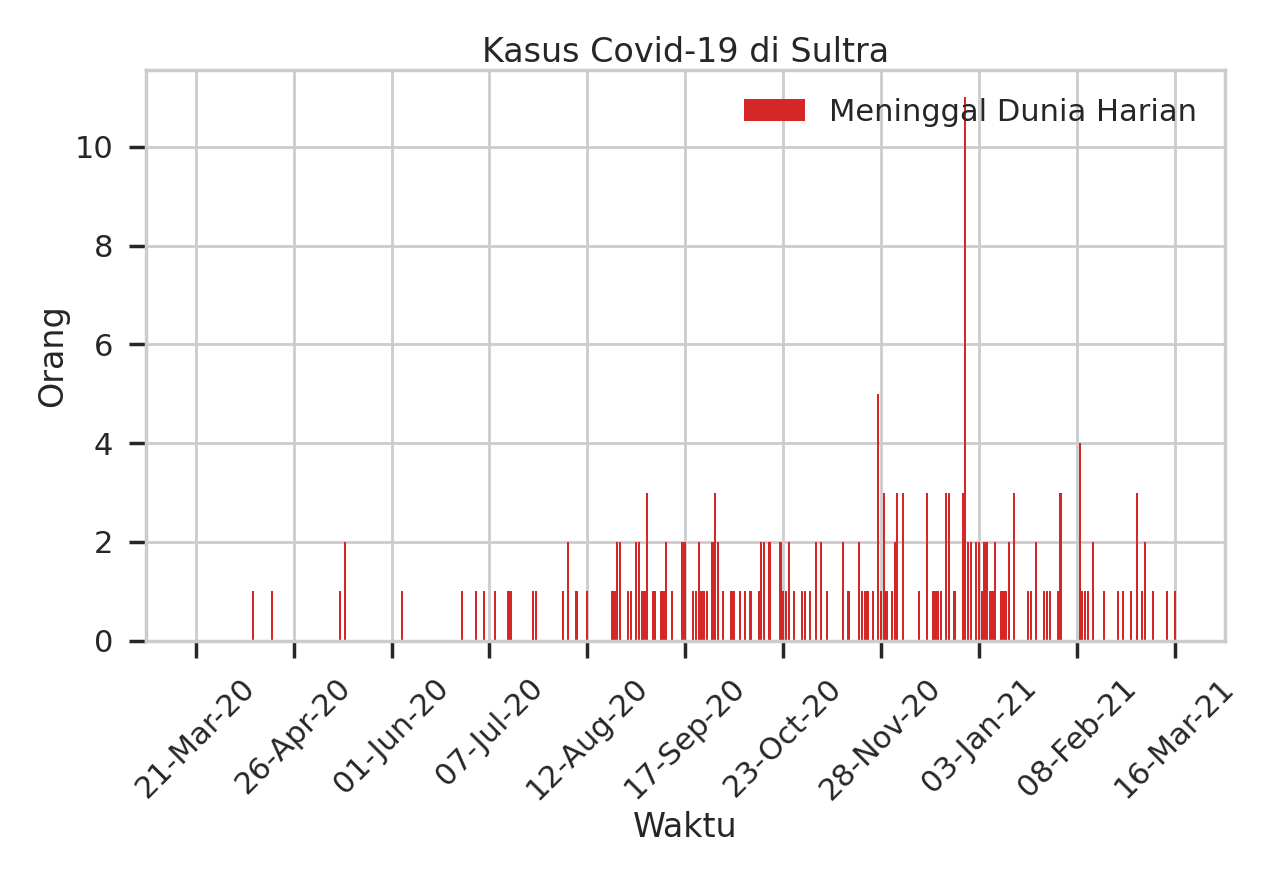 Kasus Covid-19 di Sultra
Meninggal Dunia Harian
Orang
10
8
6
4
2
0
21-Mar-20
26-Apr-20
01-Jun-20
07-Jul-20
12-Aug-20
17-Sep-20
23-Oct-20
28-Nov-20
03-Jan-21
08-Feb-21
16-Mar-21
Waktu